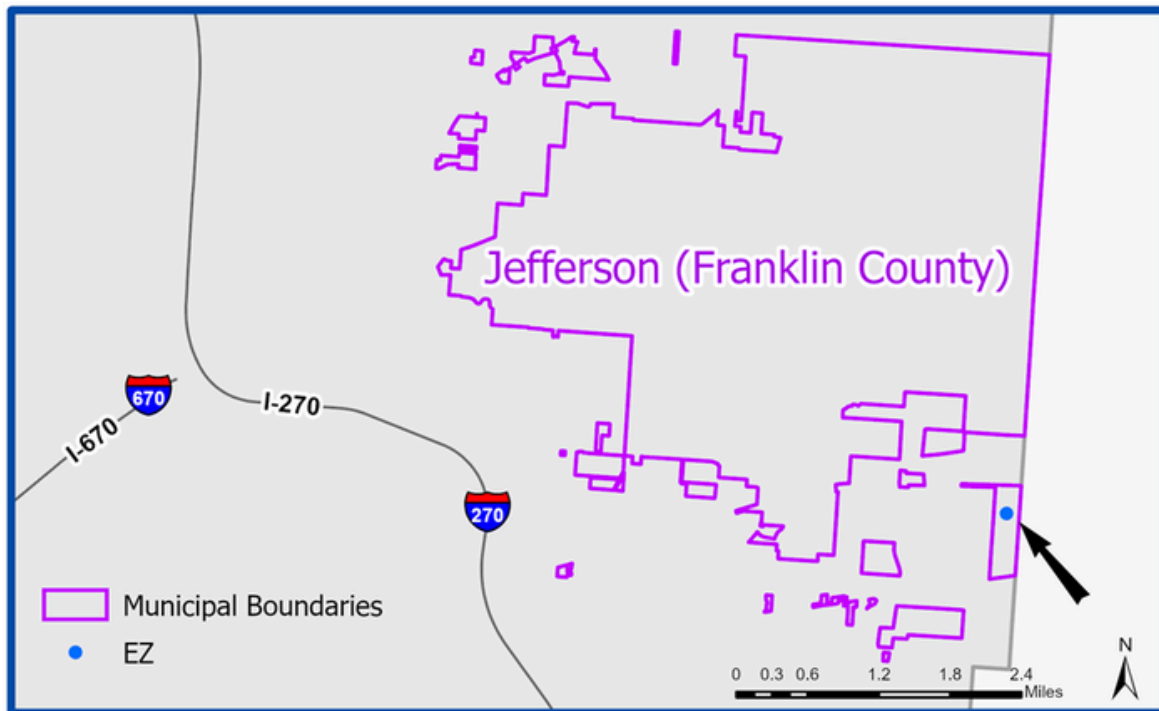 Jefferson (Franklin County)
670
I-670
I-270
270
Municipal Boundaries
EZ
N
0 0.3 0.6 1.2 1.8 2.4
Miles